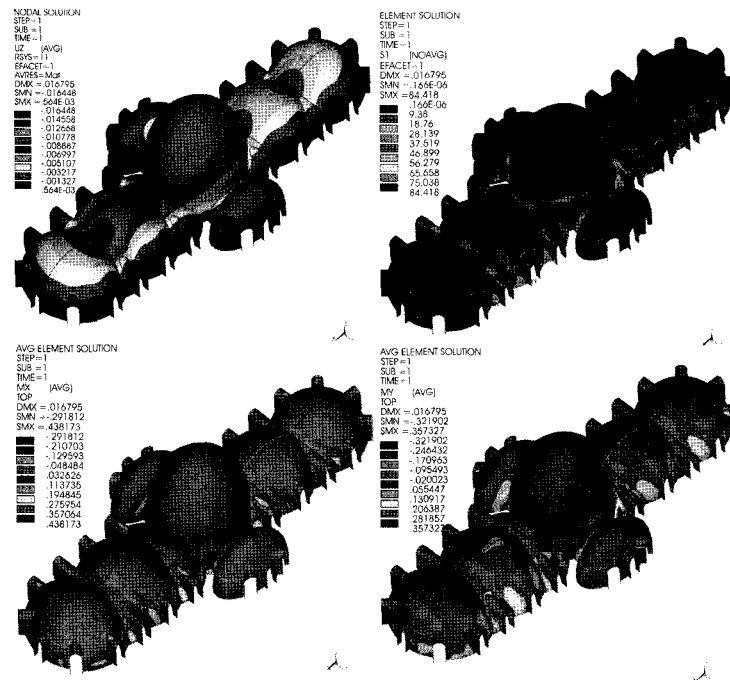 NODAL SOLUTION
STEP=1
SUB =1
TIME=1
UZ (AVG)
RSYS=11
EFACET=1
AVRES=Mat
DMX =.016795
SMN =-.016448
SMX =.564E-03
-.016448
-.014558
-.012668
-.010778
-.008887
-.006997
-.005107
-.003217
-.001327
.564E-03
ELEMENT SOLUTION
STEP=1
SUB =1
TIME=1
S1 (NOAVG)
EFACET=1
DMX =.016795
SMN =.166E-06
SMX =84.418
.166E-06
9.38
18.76
28.139
37.519
46.899
56.279
65.658
75.038
84.418
AVG ELEMENT SOLUTION
STEP=1
SUB =1
TIME=1
MX (AVG)
TOP
DMX =.016795
SMN =-.291812
SMX =.438173
-.291812
-.210703
-.129593
-.048484
.032626
.113735
.194845
.275954
.357064
.438173
AVG ELEMENT SOLUTION
STEP=1
SUB =1
TIME=1
MY (AVG)
TOP
DMX =.016795
SMN =-.321902
SMX =.357327
-.321902
-.246432
-.170963
-.095493
-.020023
.055447
.130917
.206387
.281857
.357327